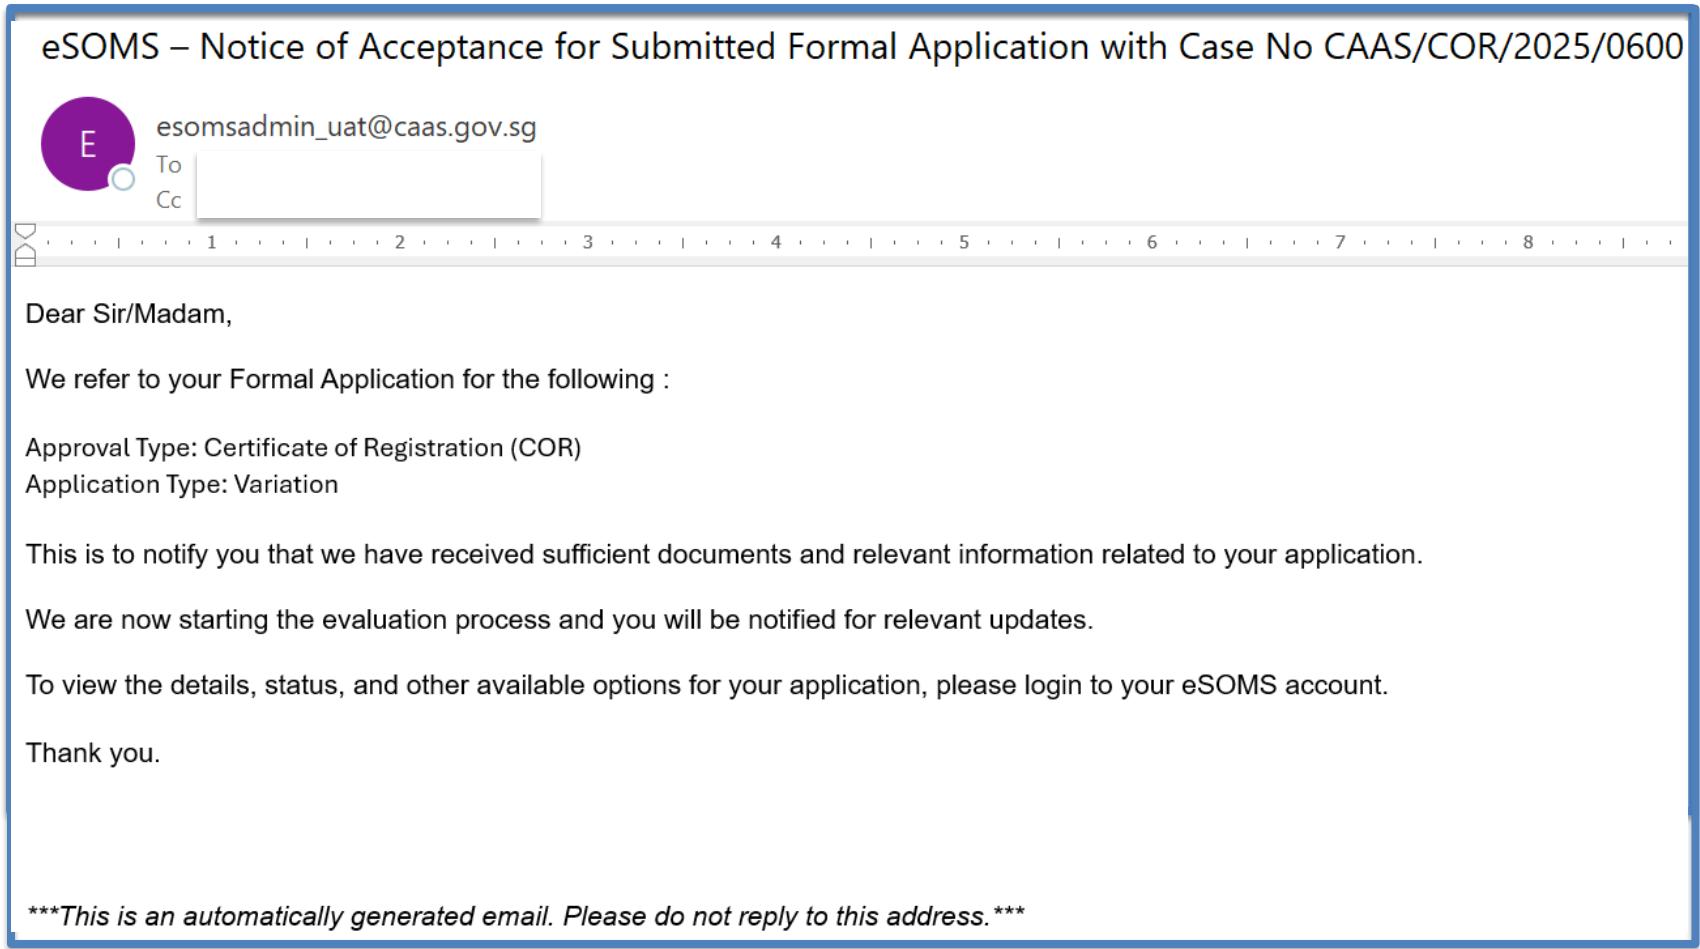 eSOMS – Notice of Acceptance for Submitted Formal Application with Case No CAAS/COR/2025/0600
E
esomsadmin_uat@caas.gov.sg
To
Cc
1 2 3 4 5 6 7 8
Dear Sir/Madam,
We refer to your Formal Application for the following :
Approval Type: Certificate of Registration (COR)
Application Type: Variation
This is to notify you that we have received sufficient documents and relevant information related to your application.
We are now starting the evaluation process and you will be notified for relevant updates.
To view the details, status, and other available options for your application, please login to your eSOMS account.
Thank you.
***This is an automatically generated email. Please do not reply to this address.***